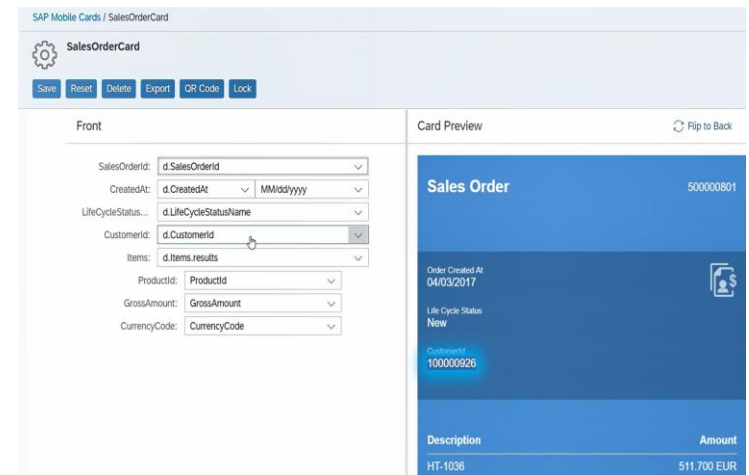 SAP Mobile Cards / SalesOrderCard
SalesOrderCard
Save Reset Delete Export QR Code Lock
Front
SalesOrderId: d.SalesOrderId
CreatedAt: d.CreatedAt MM/dd/yyyy
LifeCycleStatus... d.LifeCycleStatusName
CustomerId: d.CustomerId
Items: d.Items.results
ProductId: ProductId
GrossAmount: GrossAmount
CurrencyCode: CurrencyCode
Card Preview Flip to Back
Sales Order 500000801
Order Created At
04/03/2017
$
Life Cycle Status
New
CustomerId
100000926
Description Amount
HT-1036 511.700 EUR